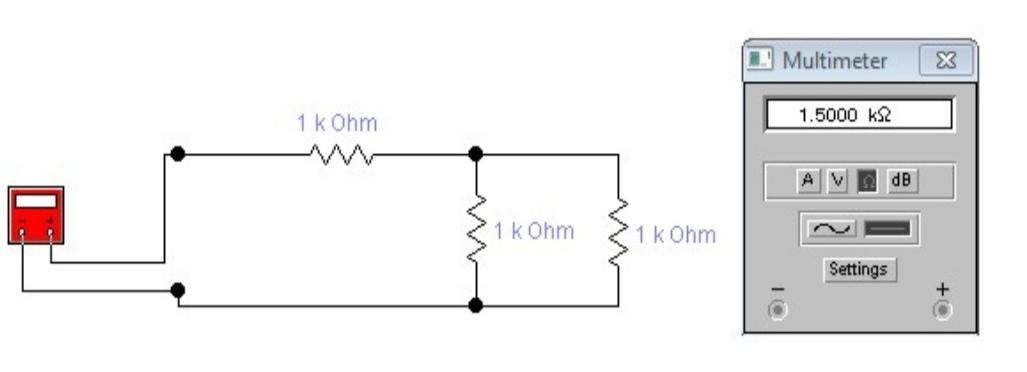 Multimeter
1.5000 kΩ
1 k Ohm
A V Ω dB
1 k Ohm
1 k Ohm
Settings
- +
- +